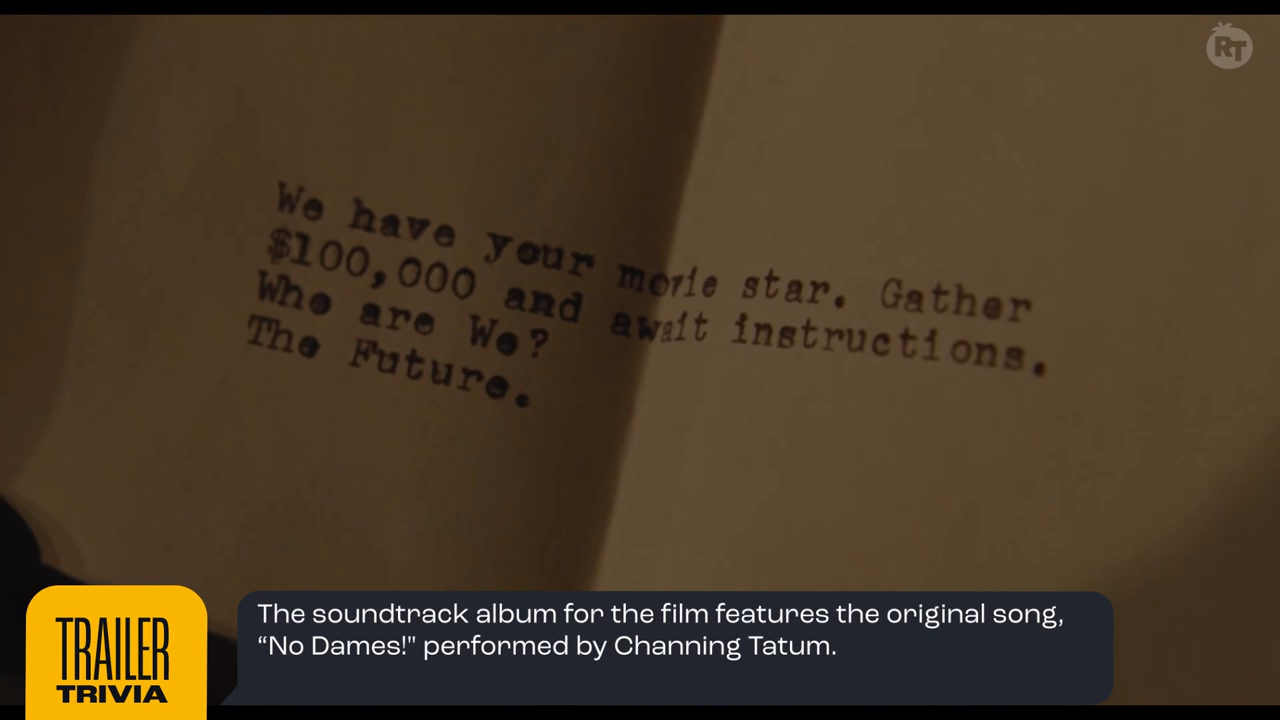 RT
We have your movie star. Gather
$100,000 and await instructions.
Who are We?
The Future.
The soundtrack album for the film features the original song,
“No Dames!" performed by Channing Tatum.
TRAILER
TRIVIA